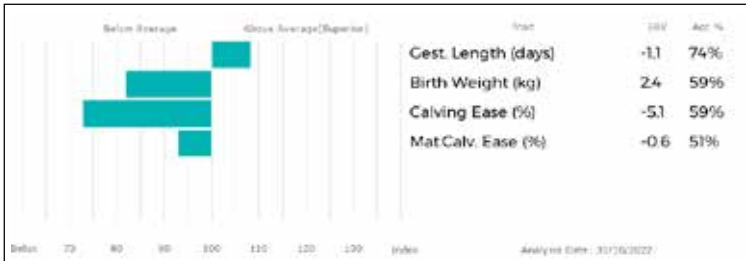 Below Average Above Average(Superior) Trait EBV Acc %
Gest. Length (days) -1.1 74%
Birth Weight (kg) 2.4 59%
Calving Ease (%) -5.1 59%
Mat.Calv. Ease (%) -0.6 51%
Below 70 80 90 100 110 120 130 Index Analysis Date: 31/10/2022